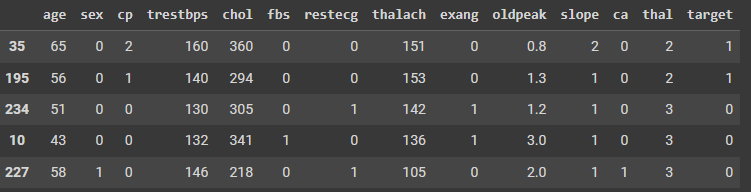 age sex cp trestbps chol fbs restecg thalach exang oldpeak slope ca thal target
35 65 0 2 160 360 0 0 151 0 0.8 2 0 2 1
195 56 0 1 140 294 0 0 153 0 1.3 1 0 2 1
234 51 0 0 130 305 0 1 142 1 1.2 1 0 3 0
10 43 0 0 132 341 1 0 136 1 3.0 1 0 3 0
227 58 1 0 146 218 0 1 105 0 2.0 1 1 3 0